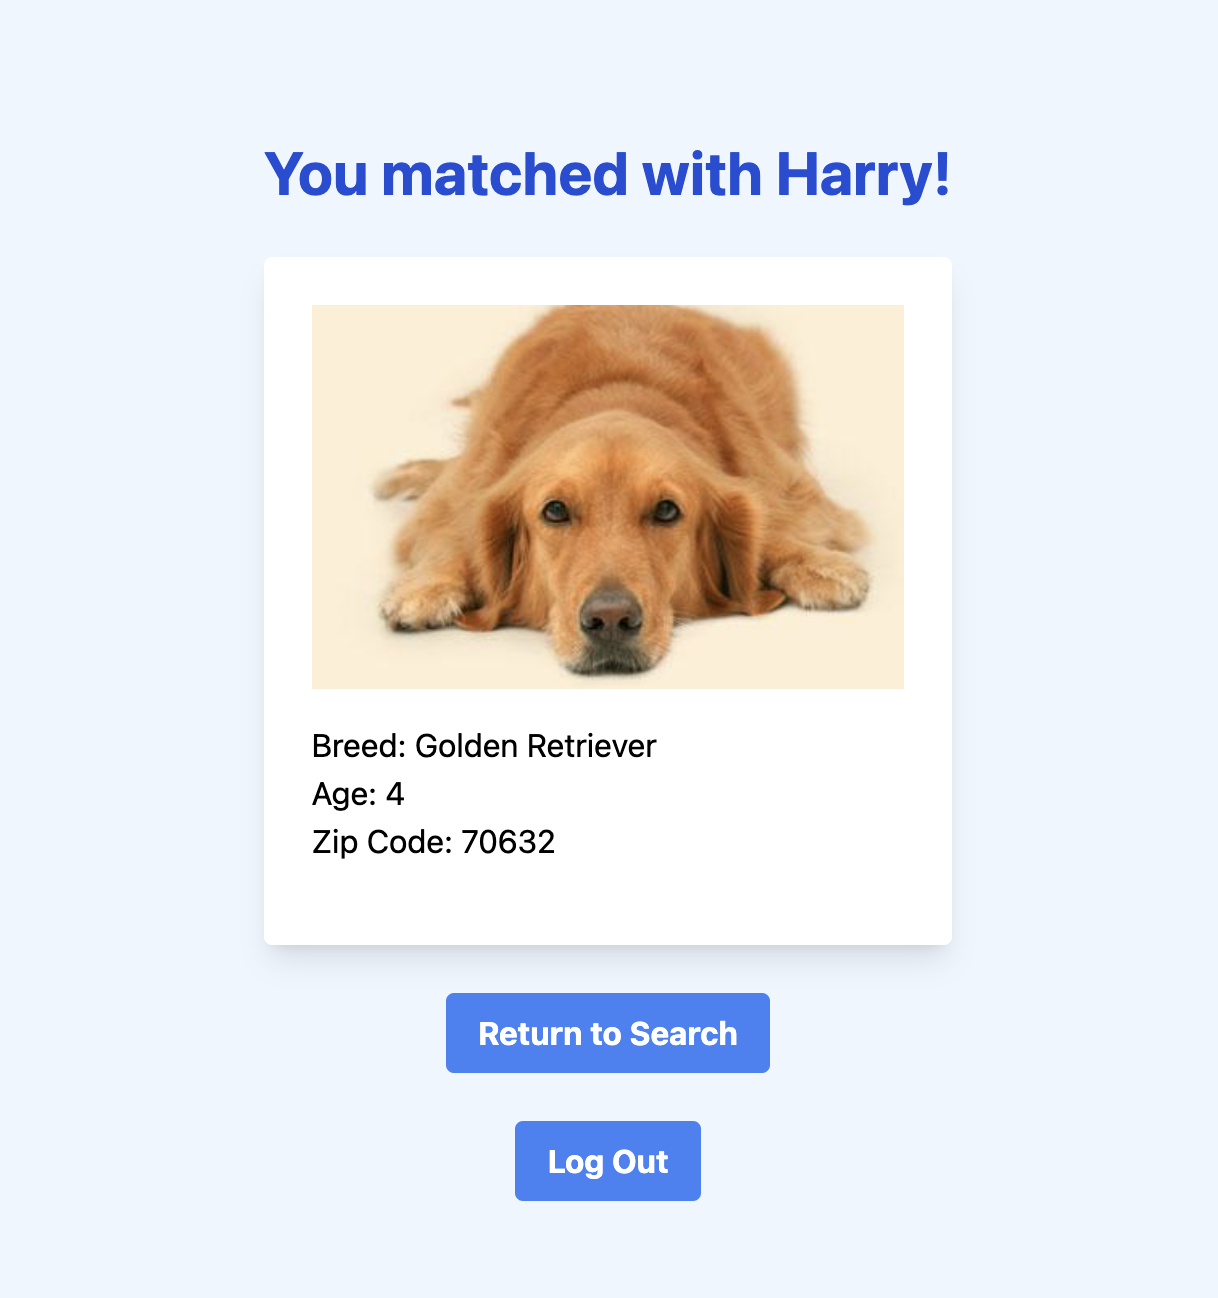 You matched with Harry!
Breed: Golden Retriever
Age: 4
Zip Code: 70632
Return to Search
Log Out